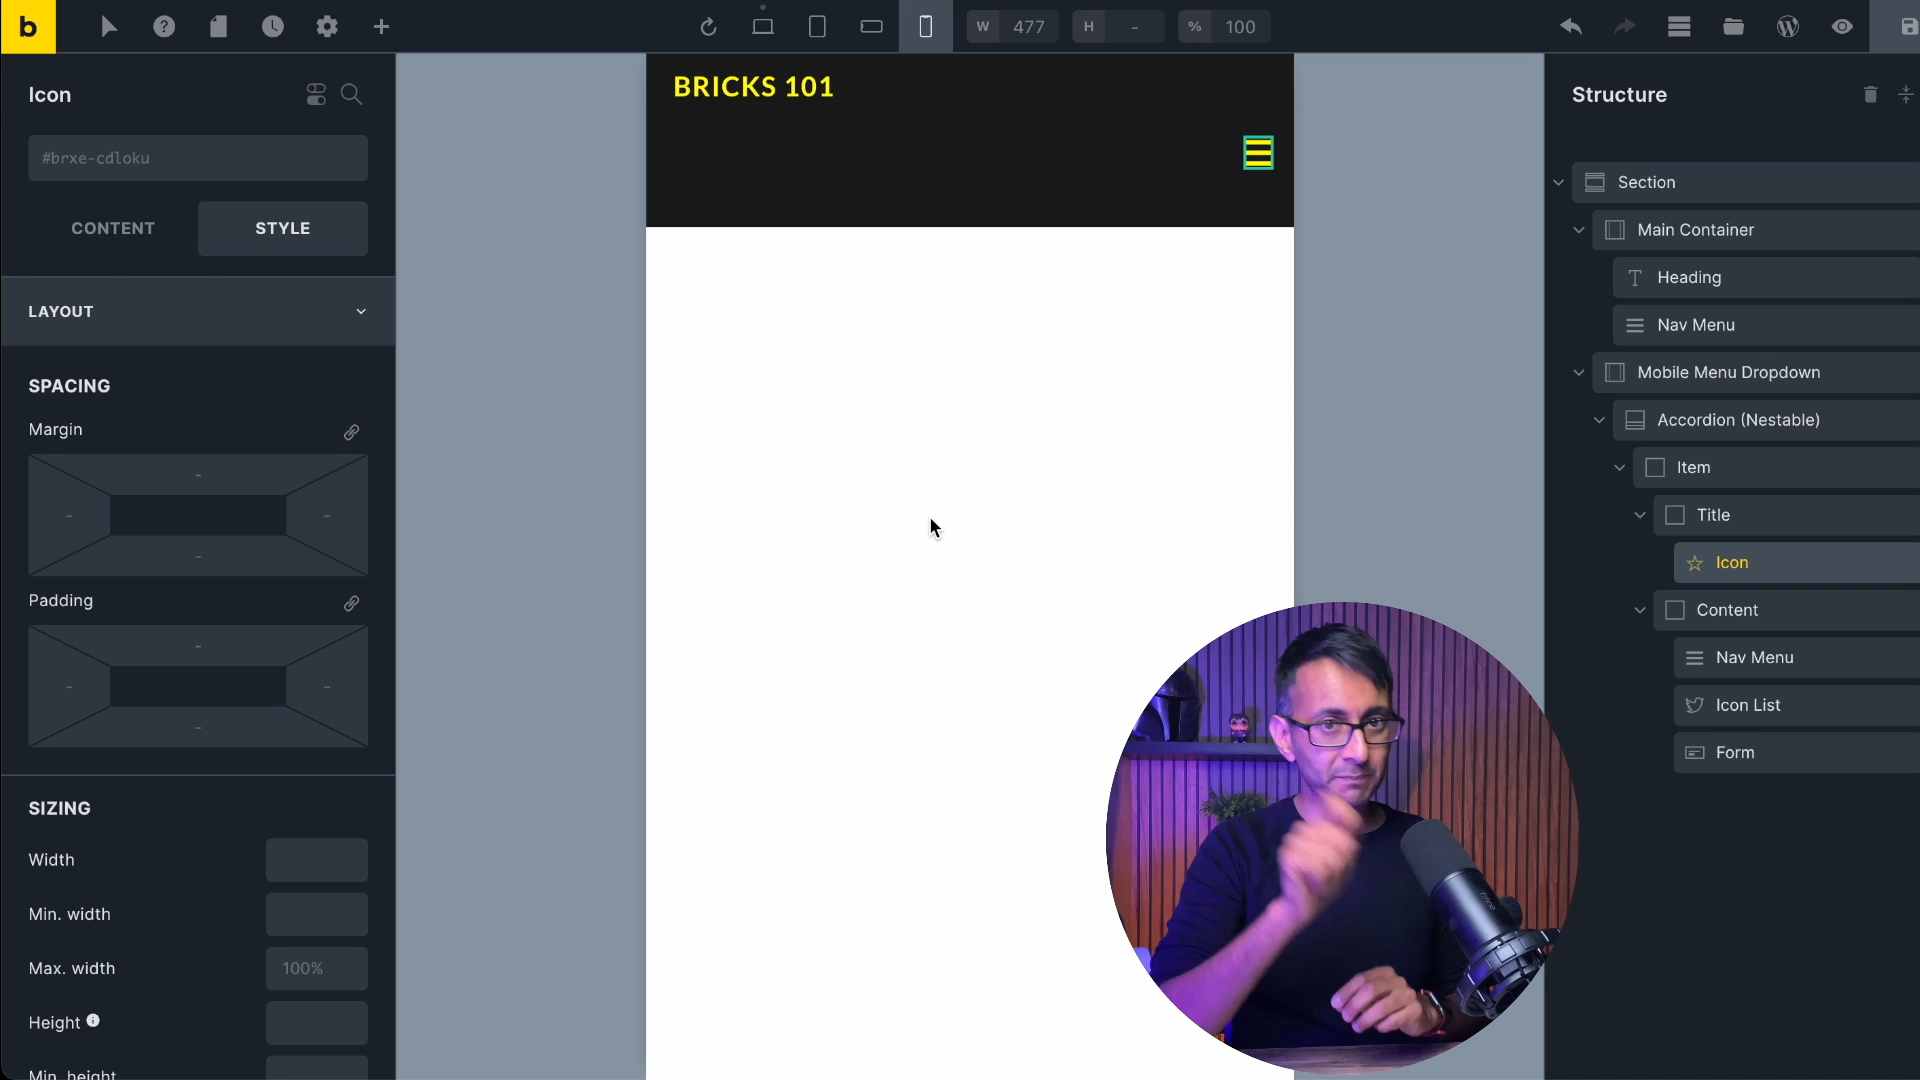 b
W 477
H -
% 100
Icon
#brxe-cdloku
CONTENT
STYLE
LAYOUT
SPACING
Margin
-
-
-
-
Padding
-
-
-
-
SIZING
Width
Min. width
Max. width
100%
Height
Min. height
BRICKS 101
Structure
Section
Main Container
Heading
Nav Menu
Mobile Menu Dropdown
Accordion (Nestable)
Item
Title
Icon
Content
Nav Menu
Icon List
Form